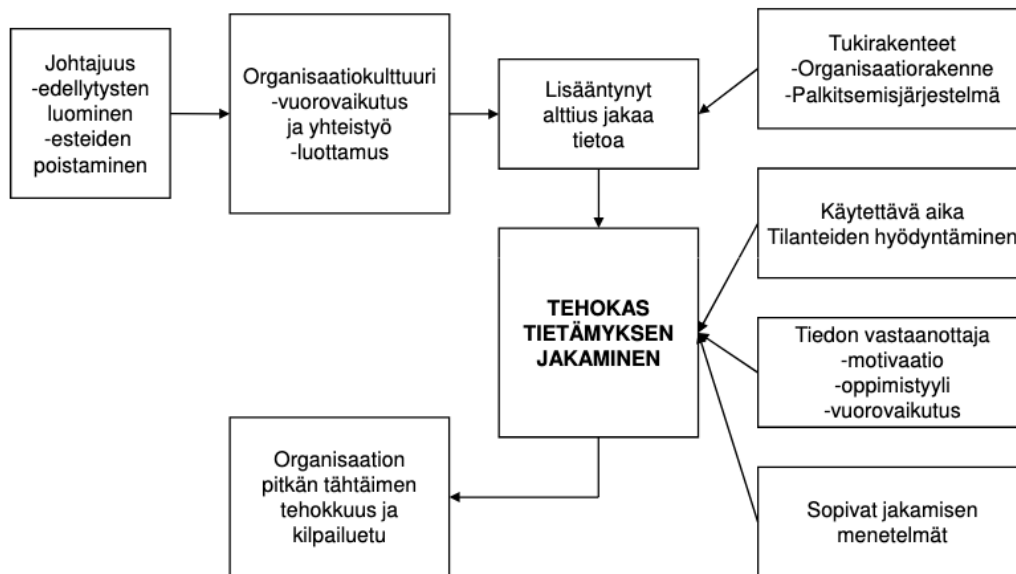 Johtajuus
-edellytysten
luominen
-esteiden
poistaminen
Organisaatiokulttuuri
-vuorovaikutus
ja yhteistyö
-luottamus
Lisääntynyt
alttius jakaa
tietoa
Tukirakenteet
-Organisaatiorakenne
-Palkitsemisjärjestelmä
Käytettävä aika
Tilanteiden hyödyntäminen
TEHOKAS
TIETÄMYKSEN
JAKAMINEN
Tiedon vastaanottaja
-motivaatio
-oppimistyyli
-vuorovaikutus
Organisaation
pitkän tähtäimen
tehokkuus ja
kilpailuetu
Sopivat jakamisen
menetelmät